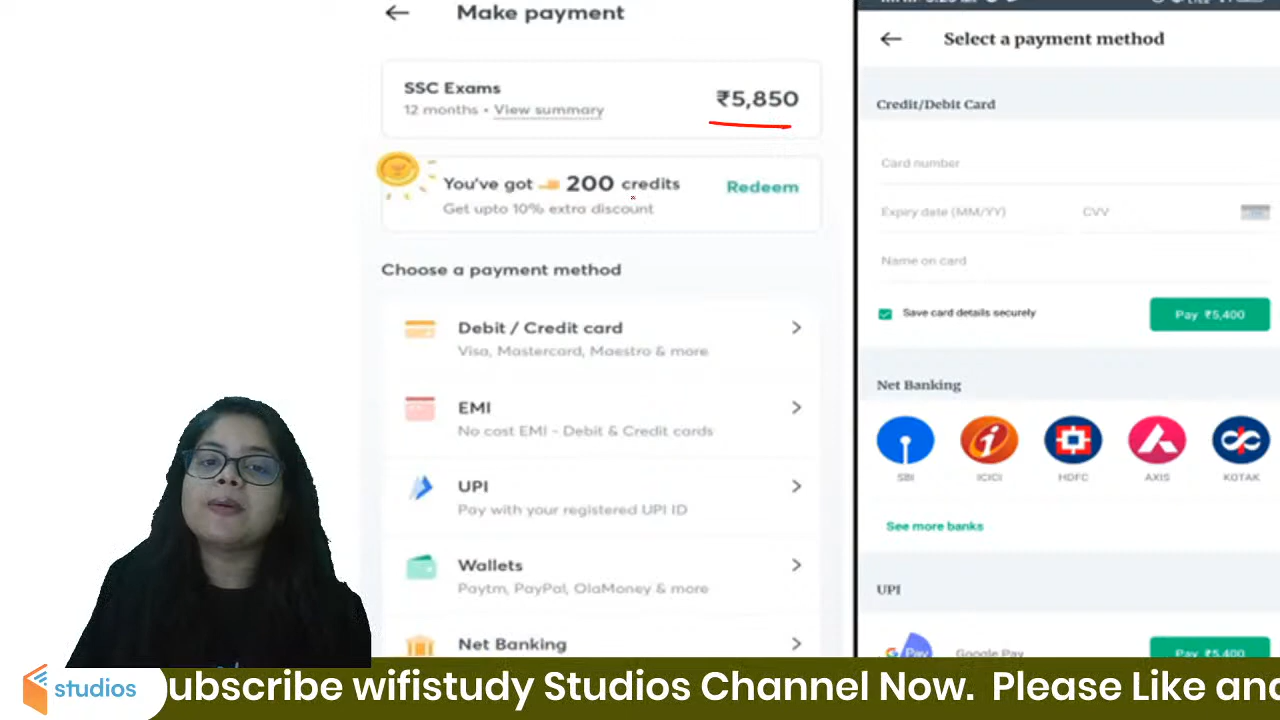 Make payment
SSC Exams
12 months • View summary
₹5,850
You've got 200 credits
Get upto 10% extra discount
Redeem
Choose a payment method
Debit / Credit card
Visa, Mastercard, Maestro & more
EMI
No cost EMI - Debit & Credit cards
UPI
Pay with your registered UPI ID
Wallets
Paytm, PayPal, OlaMoney & more
Net Banking
Select a payment method
Credit/Debit Card
Card number
Expiry date (MM/YY)
CVV
Name on card
Save card details securely
Pay ₹5,400
Net Banking
SBI
ICICI
HDFC
AXIS
KOTAK
See more banks
UPI
G Pay
Google Pay
Pay ₹5,400
studios
ubscribe wifistudy Studios Channel Now. Please Like and